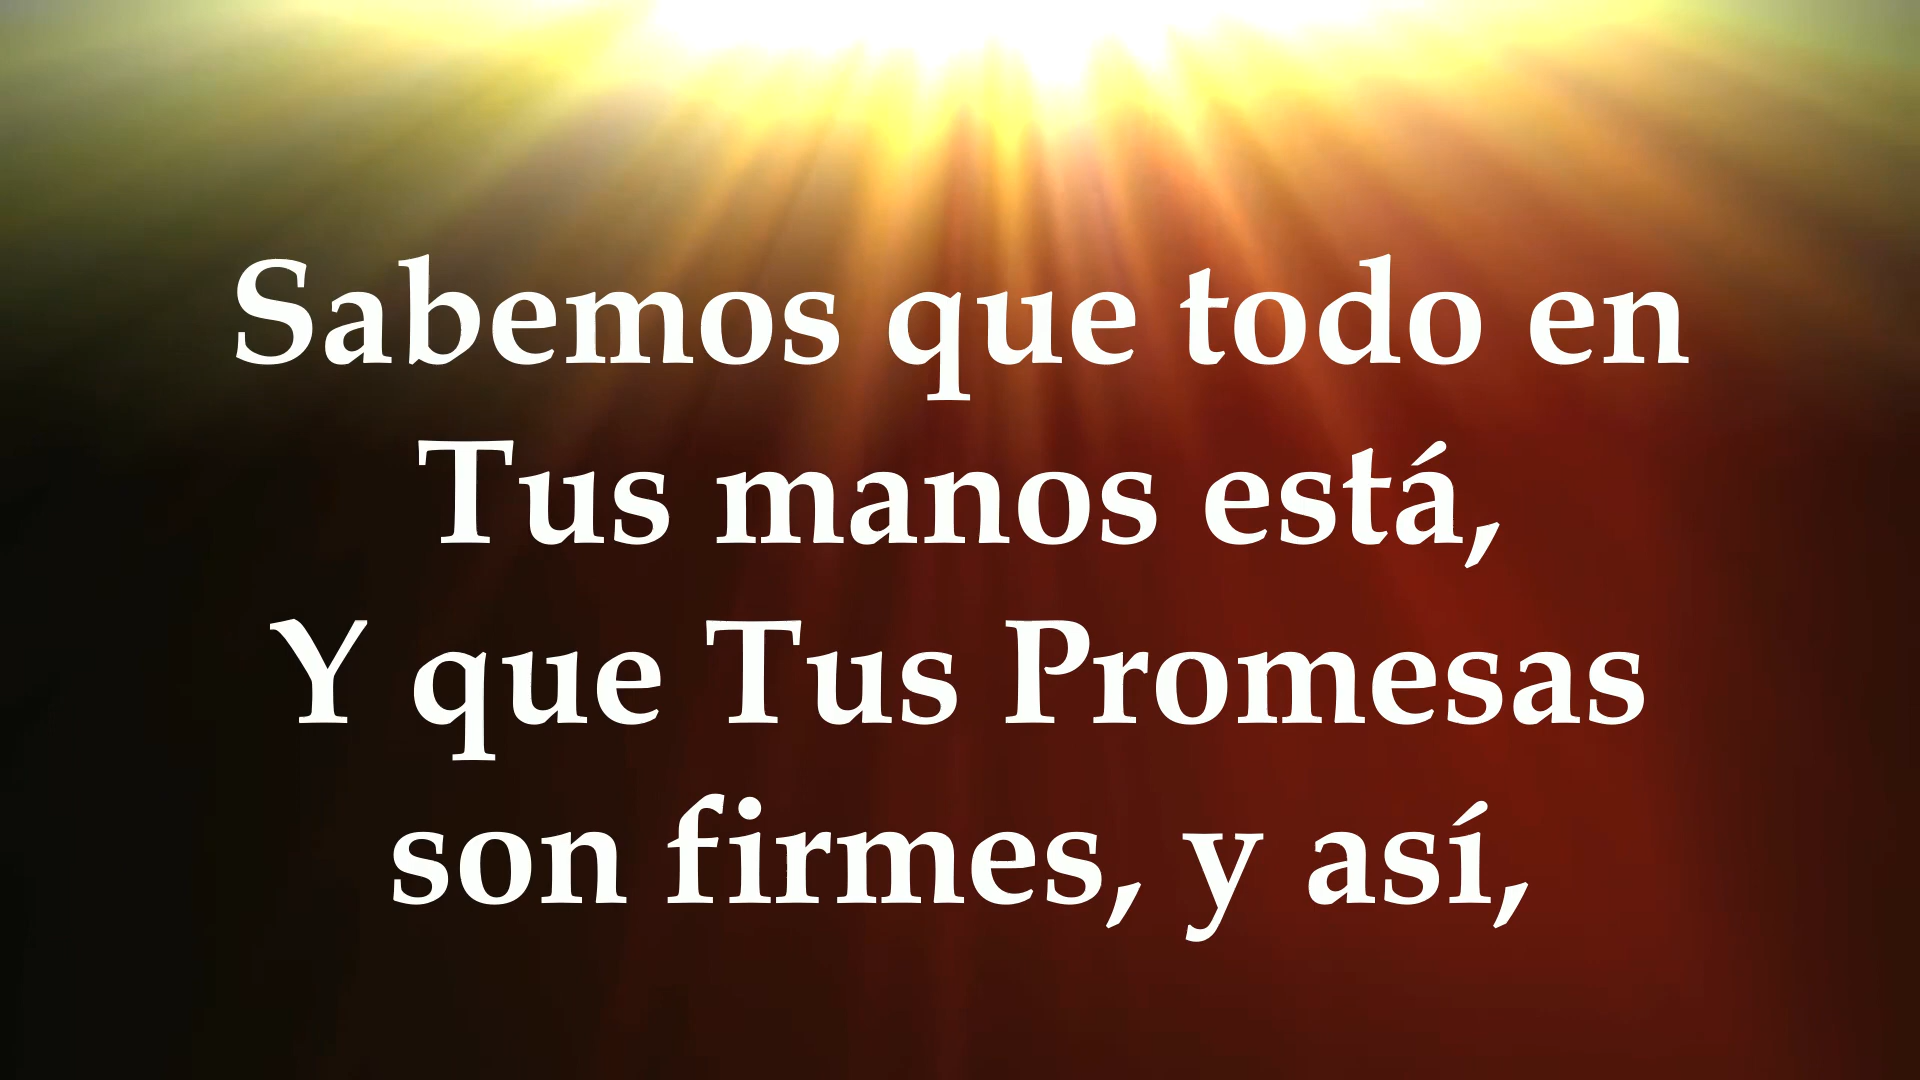 Sabemos que todo en
Tus manos está,
Y que Tus Promesas
son firmes, y así,